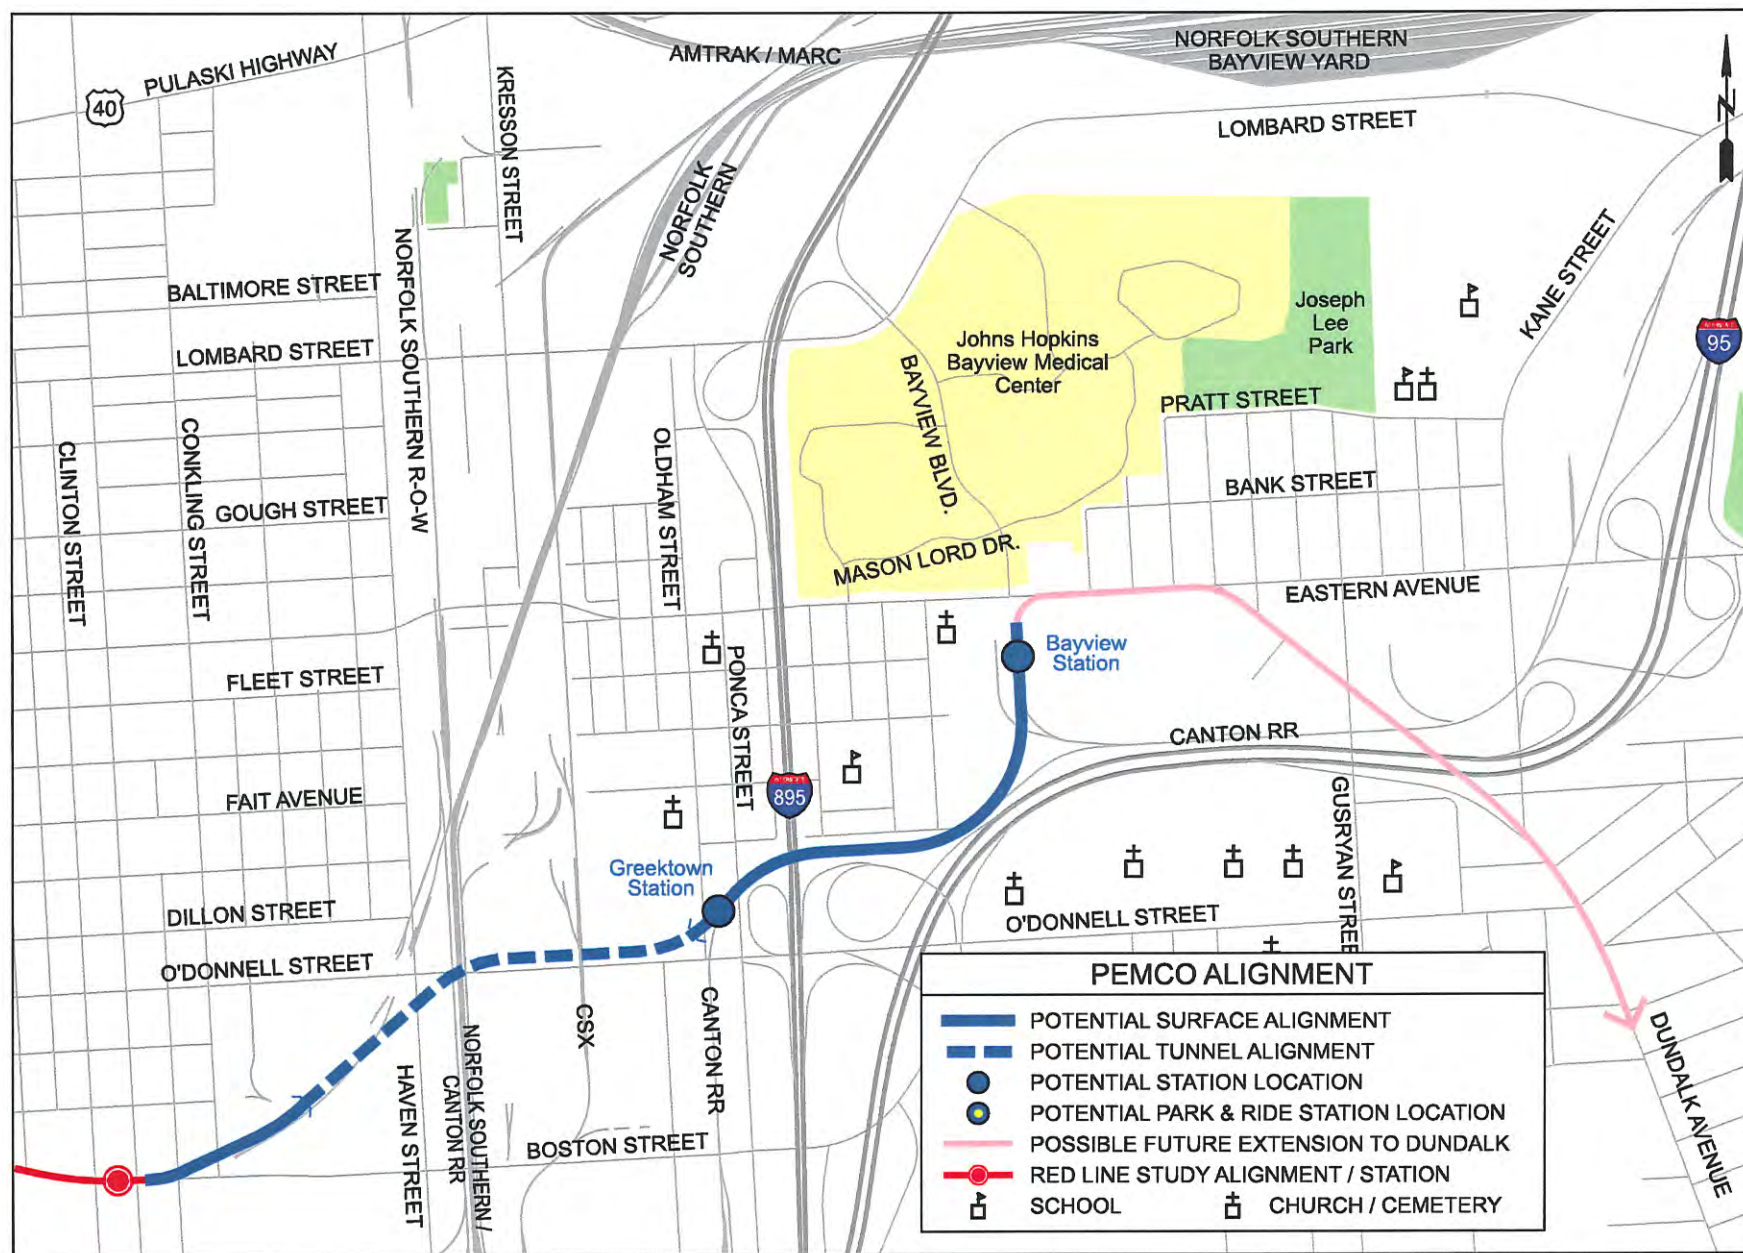 PULASKI HIGHWAY
40
AMTRAK / MARC
NORFOLK SOUTHERN
BAYVIEW YARD
N
KRESSON STREET
LOMBARD STREET
NORFOLK
SOUTHERN
KANE STREET
NORFOLK SOUTHERN R-O-W
BALTIMORE STREET
LOMBARD STREET
Johns Hopkins
Bayview Medical
Center
Joseph
Lee
Park
95
BAYVIEW BLVD.
PRATT STREET
CLINTON STREET
CONKLING STREET
GOUGH STREET
OLDHAM STREET
BANK STREET
MASON LORD DR.
EASTERN AVENUE
FLEET STREET
PONCA STREET
Bayview
Station
CANTON RR
FAIT AVENUE
895
GUSRYAN STREE
Greektown
Station
DILLON STREET
O'DONNELL STREET
O'DONNELL STREET
CSX
CANTON RR
HAVEN STREET
NORFOLK SOUTHERN /
CANTON RR
BOSTON STREET
DUNDALK AVENUE
PEMCO ALIGNMENT
POTENTIAL SURFACE ALIGNMENT
POTENTIAL TUNNEL ALIGNMENT
POTENTIAL STATION LOCATION
POTENTIAL PARK & RIDE STATION LOCATION
POSSIBLE FUTURE EXTENSION TO DUNDALK
RED LINE STUDY ALIGNMENT / STATION
SCHOOL
CHURCH / CEMETERY